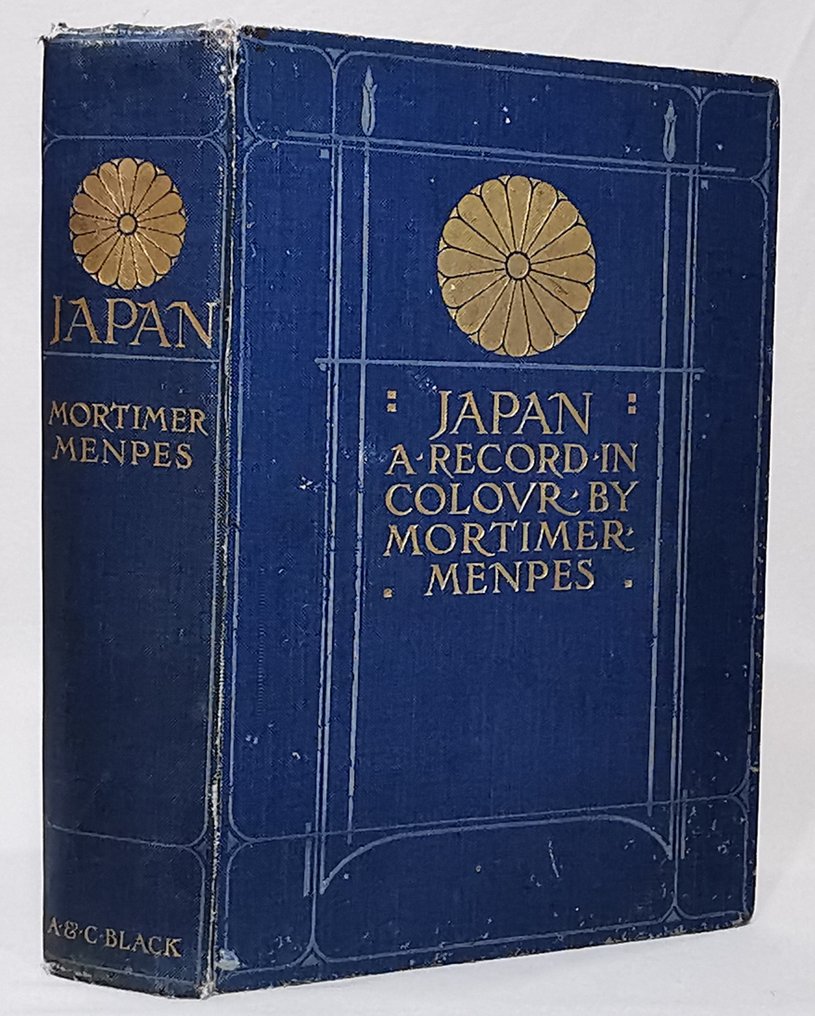 JAPAN
MORTIMER
MENPES
A·&·C·BLACK
JAPAN
A·RECORD·IN
COLOVR·BY
MORTIMER·
MENPES